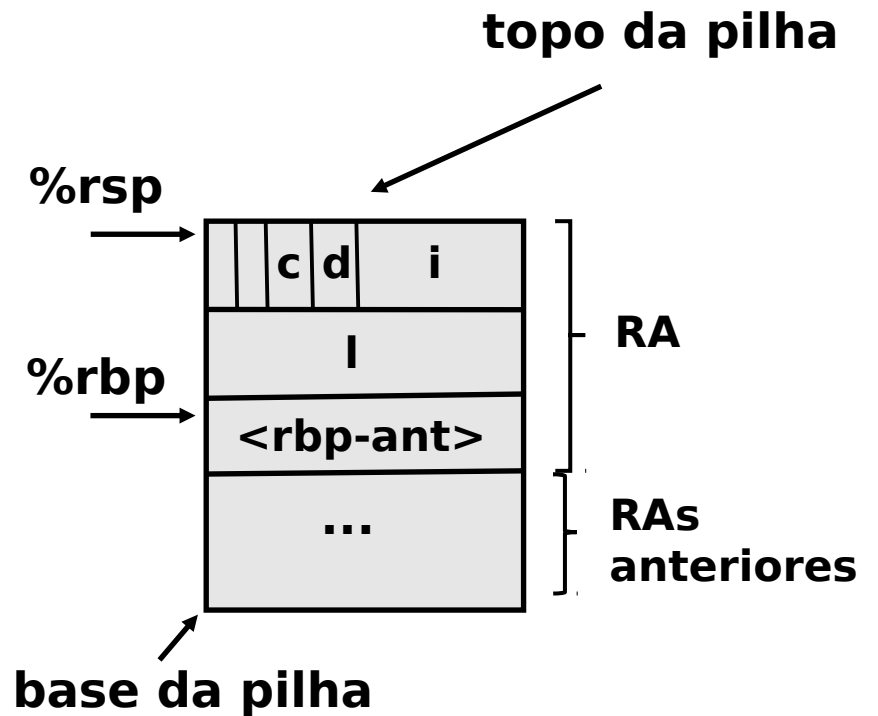 topo da pilha
%rsp
c d i
RA
l
%rbp
<rbp-ant>
RAs
anteriores
...
base da pilha